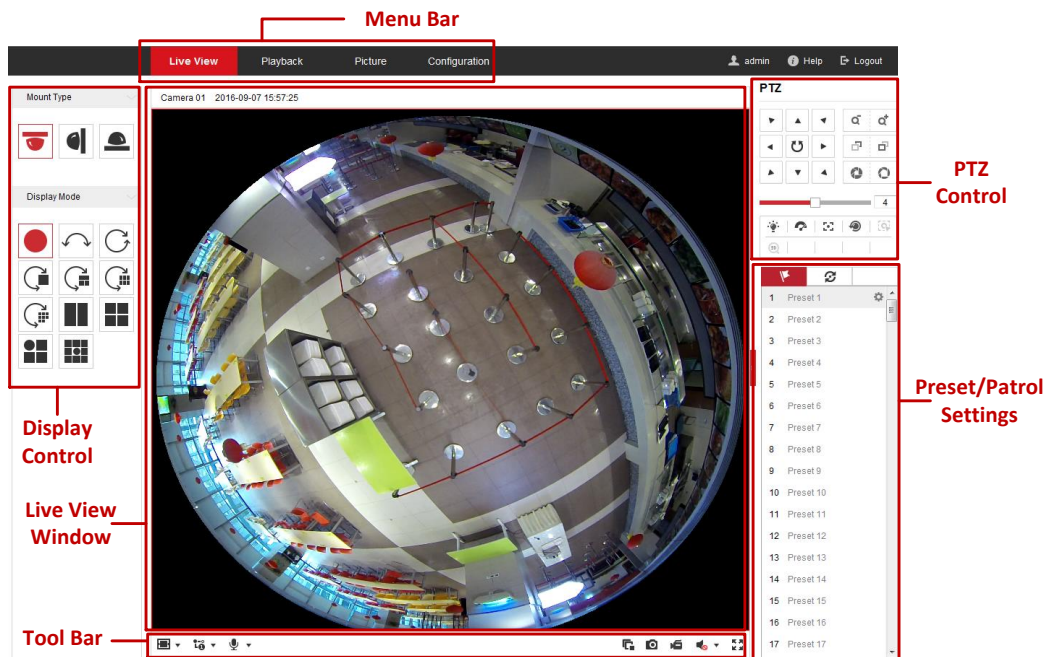 Menu Bar
Live View Playback Picture Configuration admin Help Logout
Mount Type
Camera 01 2016-09-07 15:57:25
PTZ
Display Mode
4
PTZ
Control
1 Preset 1
2 Preset 2
3 Preset 3
4 Preset 4
5 Preset 5
6 Preset 6
7 Preset 7
8 Preset 8
9 Preset 9
10 Preset 10
11 Preset 11
12 Preset 12
13 Preset 13
14 Preset 14
15 Preset 15
16 Preset 16
17 Preset 17
Preset/Patrol
Settings
Display
Control
Live View
Window
Tool Bar